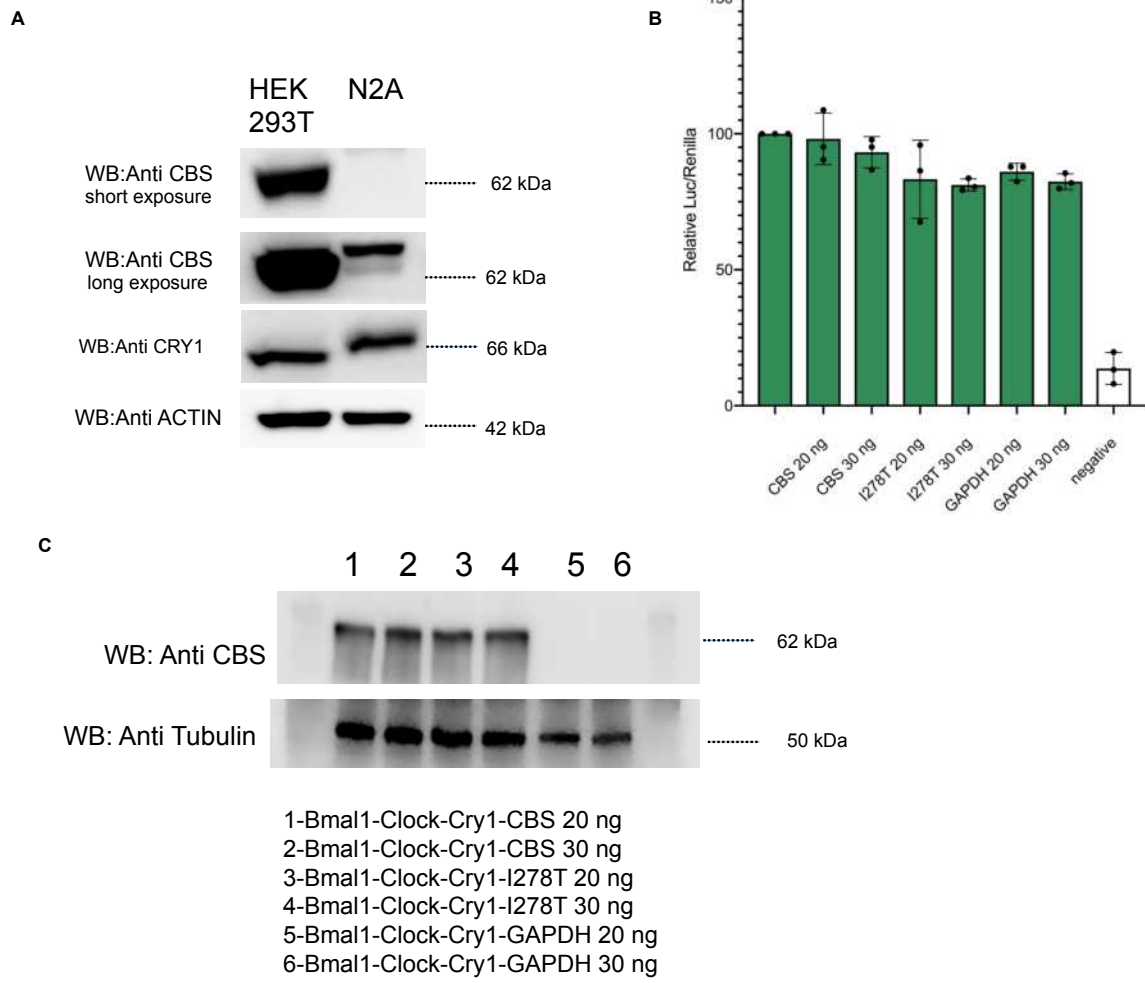 A
HEK
293T
N2A
WB:Anti CBS
short exposure
62 kDa
WB:Anti CBS
long exposure
62 kDa
WB:Anti CRY1
66 kDa
WB:Anti ACTIN
42 kDa
B
150
100
50
0
Relative Luc/Renilla
CBS 20 ng
CBS 30 ng
I278T 20 ng
I278T 30 ng
GAPDH 20 ng
GAPDH 30 ng
negative
C
1 2 3 4 5 6
WB: Anti CBS
62 kDa
WB: Anti Tubulin
50 kDa
1-Bmal1-Clock-Cry1-CBS 20 ng
2-Bmal1-Clock-Cry1-CBS 30 ng
3-Bmal1-Clock-Cry1-I278T 20 ng
4-Bmal1-Clock-Cry1-I278T 30 ng
5-Bmal1-Clock-Cry1-GAPDH 20 ng
6-Bmal1-Clock-Cry1-GAPDH 30 ng